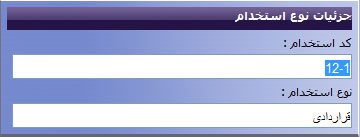 جزئیات نوع استخدام
کد استخدام :
12-1
نوع استخدام :
قراردادی